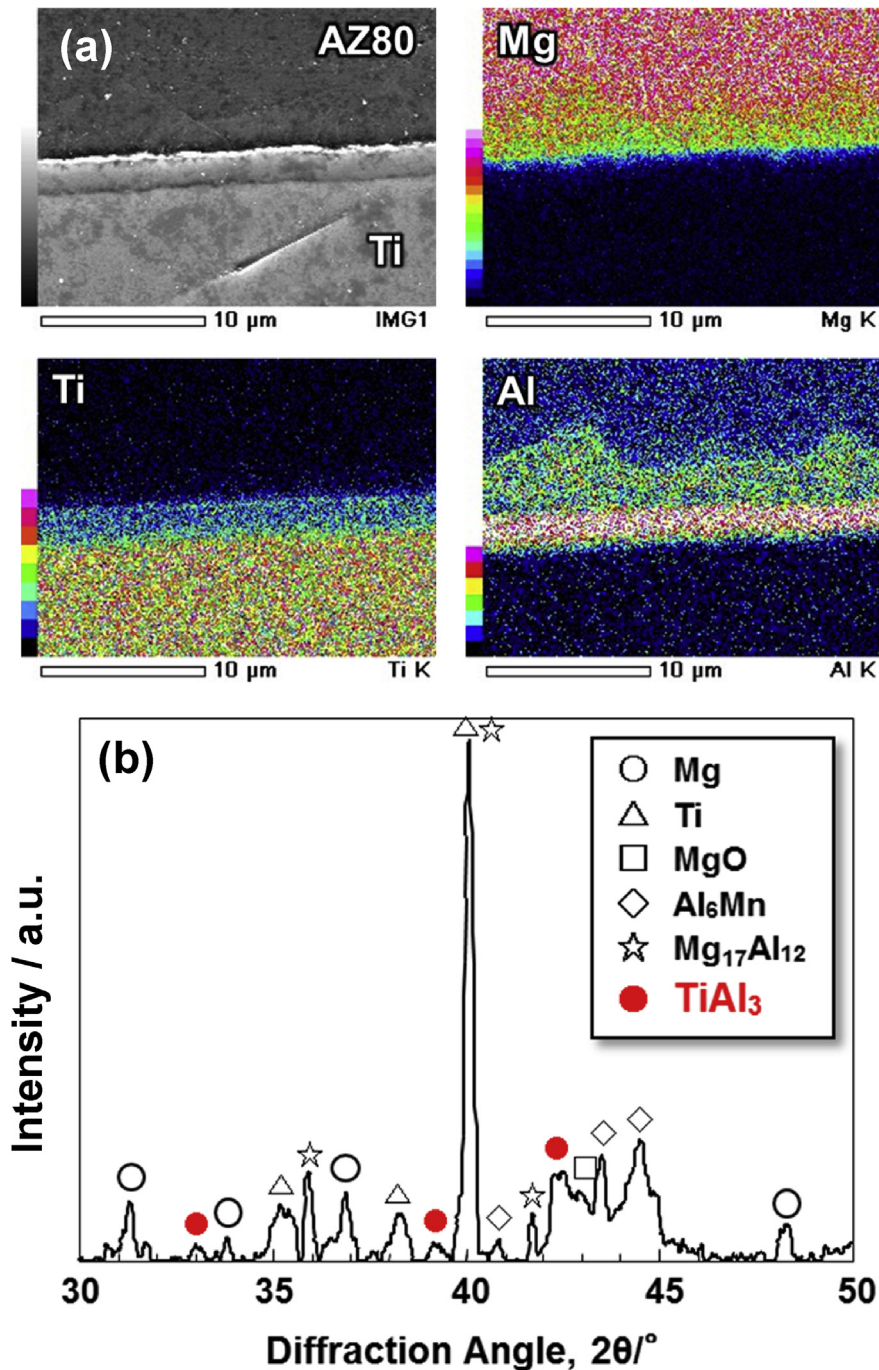 (a)
AZ80
Ti
10 μm
IMG1
Mg
10 μm
Mg K
Ti
10 μm
Ti K
Al
10 μm
Al K
(b)
Mg
Ti
MgO
Al₆Mn
Mg₁₇Al₁₂
TiAl₃
Intensity / a.u.
30 35 40 45 50
Diffraction Angle, 2θ/°